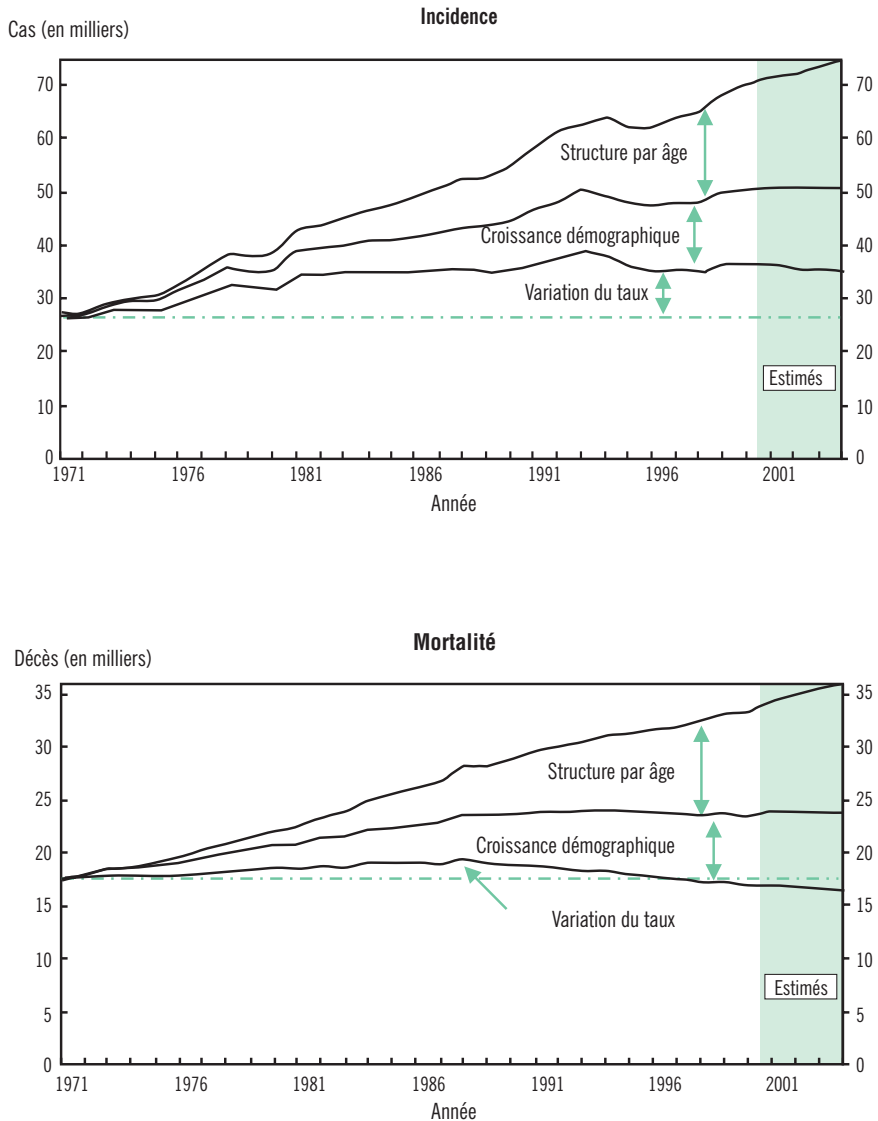 Incidence
Cas (en milliers)
70 70
60 60
Structure par âge
50 50
Croissance démographique
40 40
Variation du taux
30 30
20 20
Estimés
10 10
0 0
1971 1976 1981 1986 1991 1996 2001
Année
Mortalité
Décès (en milliers)
35 35
30 30
Structure par âge
25 25
Croissance démographique
20 20
Variation du taux
15 15
10 10
Estimés
5 5
0 0
1971 1976 1981 1986 1991 1996 2001
Année